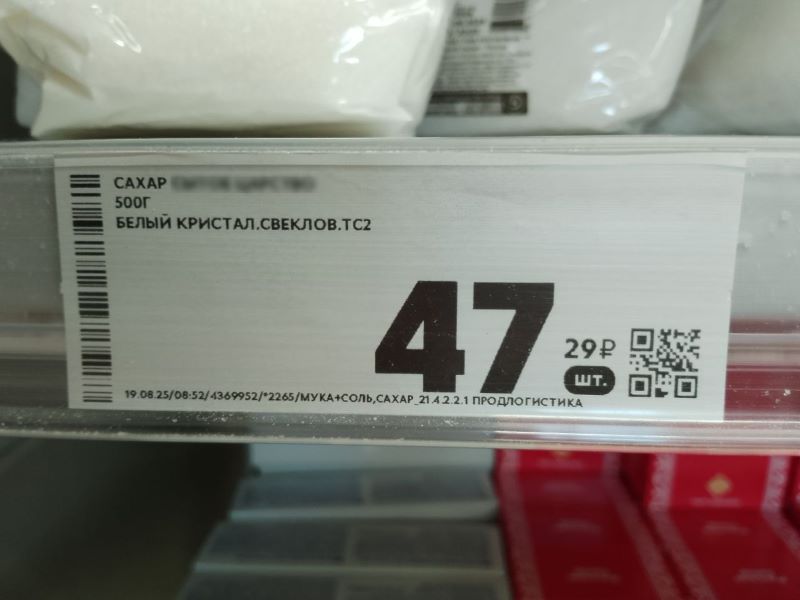 САХАР
500Г
БЕЛЫЙ КРИСТАЛ.СВЕКЛОВ.ТС2
47
29₽
шт.
19.08.25/08:52/4369952/*2265/МУКА+СОЛЬ,САХАР_21.4.2.2.1 ПРОДЛОГИСТИКА